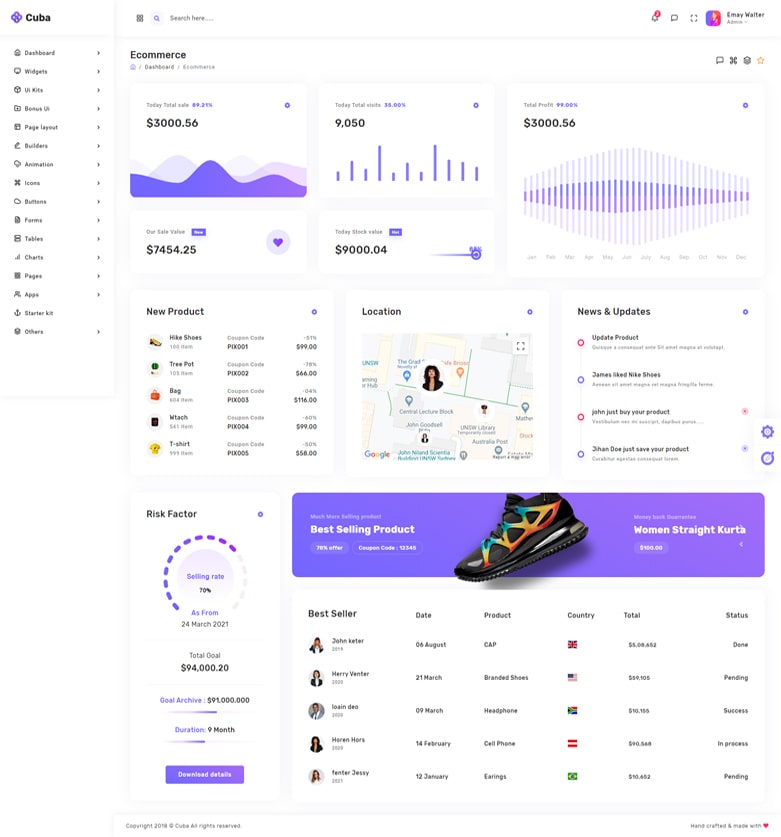 Cuba
Search here.....
2
Emay Walter
Admin
Dashboard
Widgets
Ui Kits
Bonus Ui
Page layout
Builders
Animation
Icons
Buttons
Forms
Tables
Charts
Pages
Apps
Starter kit
Others
Ecommerce
/ Dashboard / Ecommerce
Today Total sale 89.21%
$3000.56
Today Total visits 35.00%
9,050
Total Profit 99.00%
$3000.56
Jan Feb Mar Apr May Jun July Aug Sep Oct Nov Dec
Our Sale Value New
$7454.25
Today Stock value Hot
$9000.04
New Product
Hike Shoes Coupon Code -51%
100 item PIX001 $99.00
Tree Pot Coupon Code -78%
105 item PIX002 $66.00
Bag Coupon Code -04%
604 item PIX003 $116.00
Wtach Coupon Code -60%
541 item PIX004 $99.00
T-shirt Coupon Code -50%
999 item PIX005 $58.00
Location
UNSW
The Grad
Novelty
Cafe Brioso
Central Lecture Block
Mathe
John Goodsell
UNSW Library
Temporarily closed
Stock
Australia Post
John Niland Scientia
Building UNSW Sydney
Google
Report a map error
News & Updates
Update Product
Quisque a consequat ante Sit amet magna at volutapt.
James liked Nike Shoes
Aenean sit amet magna vel magna fringilla ferme.
john just buy your product
Vestibulum nec mi suscipit, dapibus purus.....
Jihan Doe just save your product
Curabitur egestas consequat lorem.
Risk Factor
Selling rate
70%
As From
24 March 2021
Total Goal
$94,000.20
Goal Archive : $91,000.000
Duration: 9 Month
Download details
Much More Selling product
Best Selling Product
78% offer Coupon Code : 12345
Money back Guarrantee
Women Straight Kurta
$100.00
Best Seller Date Product Country Total Status
John keter 06 August CAP $5,08,652 Done
2019
Herry Venter 21 March Branded Shoes $59,105 Pending
2020
loain deo 09 March Headphone $10,155 Success
2020
Horen Hors 14 February Cell Phone $90,568 In process
2020
fenter Jessy 12 January Earings $10,652 Pending
2021
Copyright 2018 © Cuba All rights reserved.
Hand crafted & made with